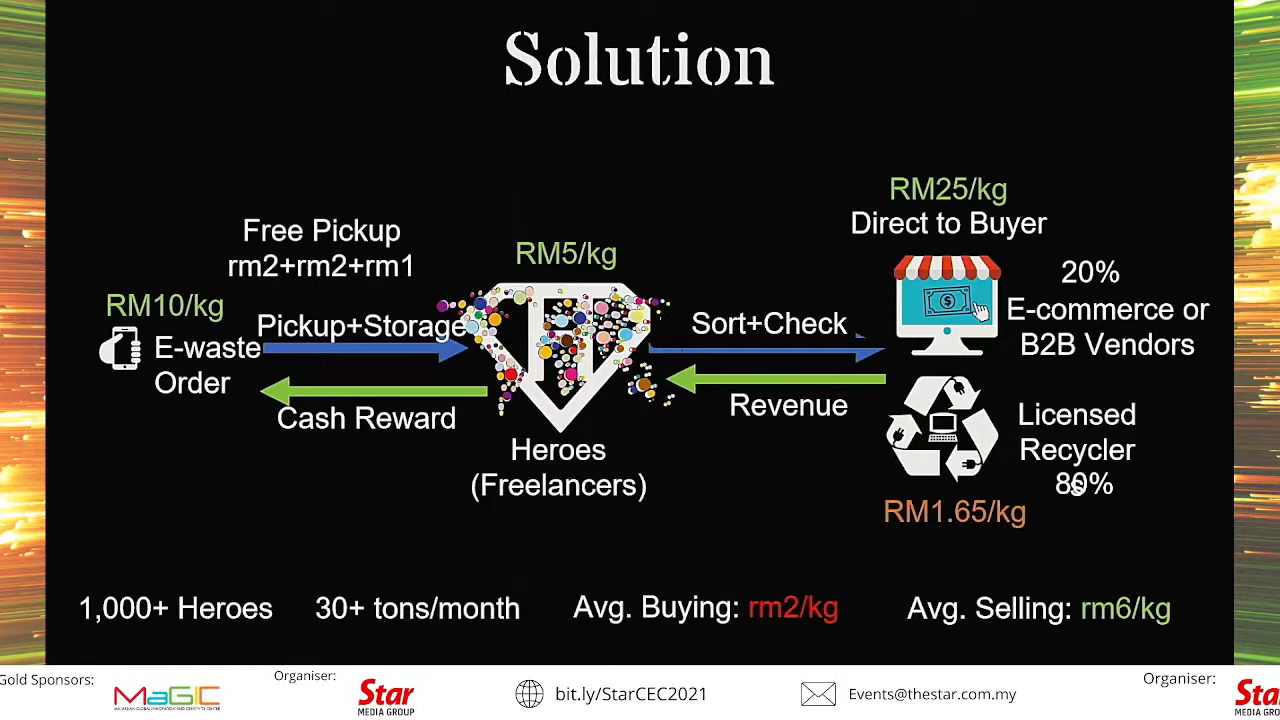 Solution
RM25/kg
Direct to Buyer
Free Pickup
rm2+rm2+rm1
RM5/kg
20%
E-commerce or
B2B Vendors
RM10/kg
Pickup+Storage
Sort+Check
E-waste
Order
Cash Reward
Revenue
Heroes
(Freelancers)
Licensed
Recycler
80%
RM1.65/kg
1,000+ Heroes
30+ tons/month
Avg. Buying: rm2/kg
Avg. Selling: rm6/kg
Gold Sponsors:
MaGIC
Organiser:
Star
MEDIA GROUP
bit.ly/StarCEC2021
events@thestar.com.my
Organiser:
Sta
MEDIA GRO